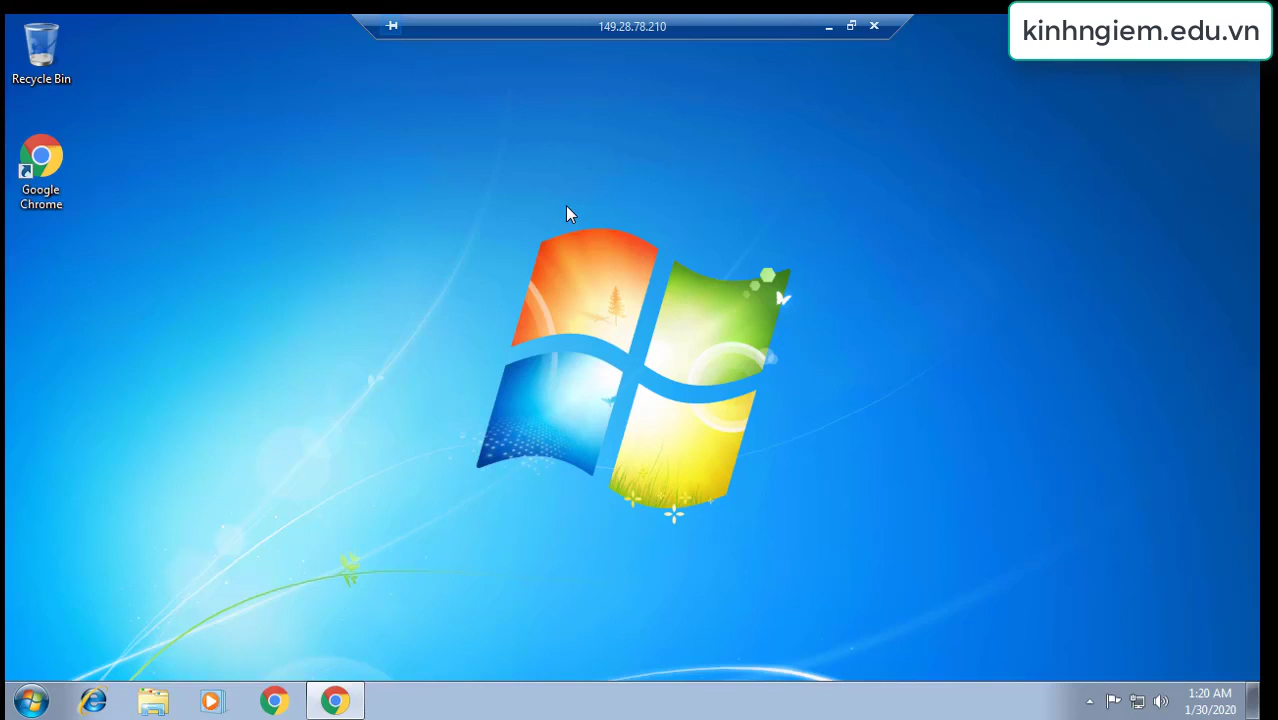 149.28.78.210
kinhngiem.edu.vn
Recycle Bin
Google
Chrome
1:20 AM
1/30/2020